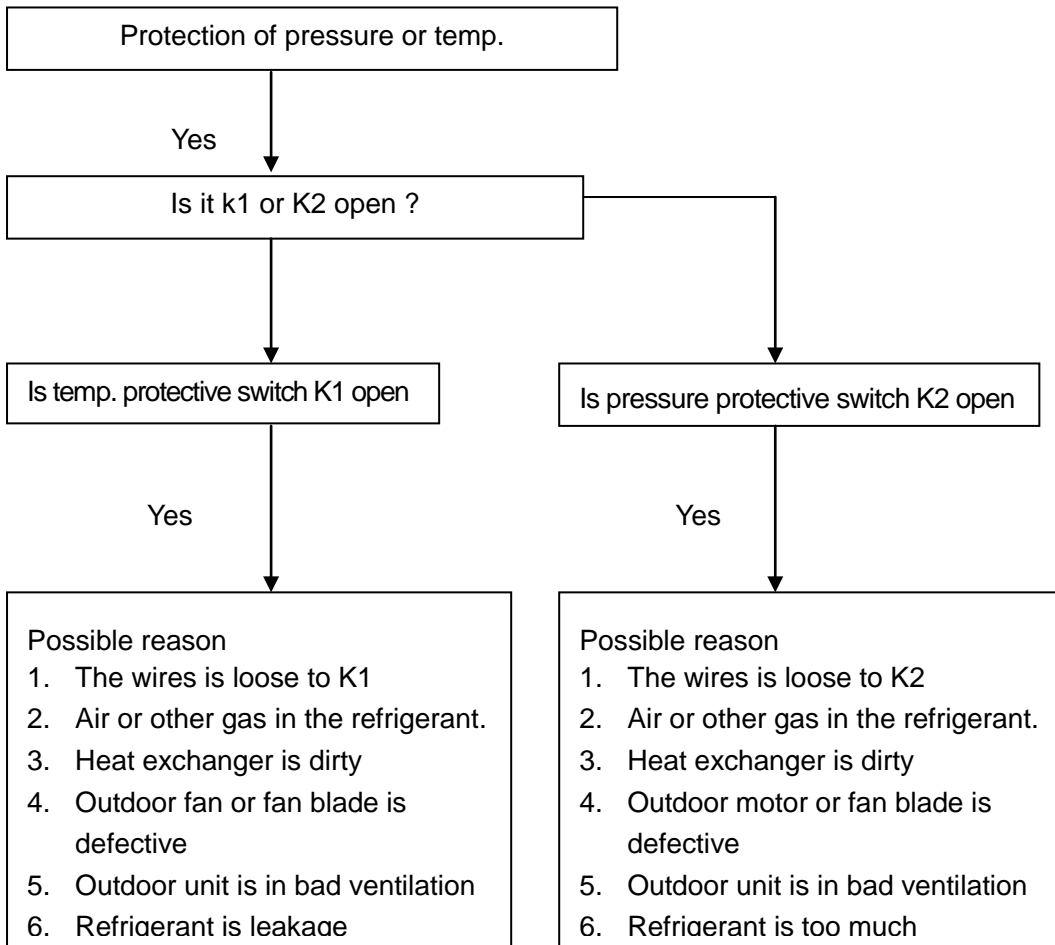 Protection of pressure or temp.
Yes
Is it k1 or K2 open ?
Is temp. protective switch K1 open
Is pressure protective switch K2 open
Yes
Yes
Possible reason
1. The wires is loose to K1
2. Air or other gas in the refrigerant.
3. Heat exchanger is dirty
4. Outdoor fan or fan blade is
defective
5. Outdoor unit is in bad ventilation
6. Refrigerant is leakage
Possible reason
1. The wires is loose to K2
2. Air or other gas in the refrigerant.
3. Heat exchanger is dirty
4. Outdoor motor or fan blade is
defective
5. Outdoor unit is in bad ventilation
6. Refrigerant is too much